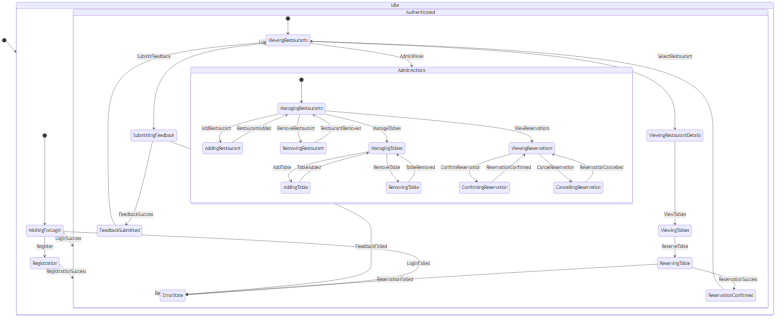 Idle
Authenticated
ViewingRestaurants
SubmitFeedback
AdminPanel
SelectRestaurant
AdminActions
ManagingRestaurants
AddRestaurant
RestaurantAdded
RemoveRestaurant
RestaurantRemoved
ManageTables
ViewReservations
SubmittingFeedback
ViewingRestaurantDetails
AddingRestaurant
RemovingRestaurant
ManagingTables
ViewingReservations
AddTable
TableAdded
RemoveTable
TableRemoved
ConfirmReservation
ReservationConfirmed
CancelReservation
ReservationCancelled
AddingTable
RemovingTable
ConfirmingReservation
CancellingReservation
FeedbackSuccess
ViewTables
WaitingForLogin
FeedbackSubmitted
ViewingTables
LoginSuccess
Register
FeedbackFailed
ReserveTable
Registration
LoginFailed
ReservingTable
RegistrationSuccess
ReservationFailed
ReservationSuccess
ErrorState
ReservationConfirmed